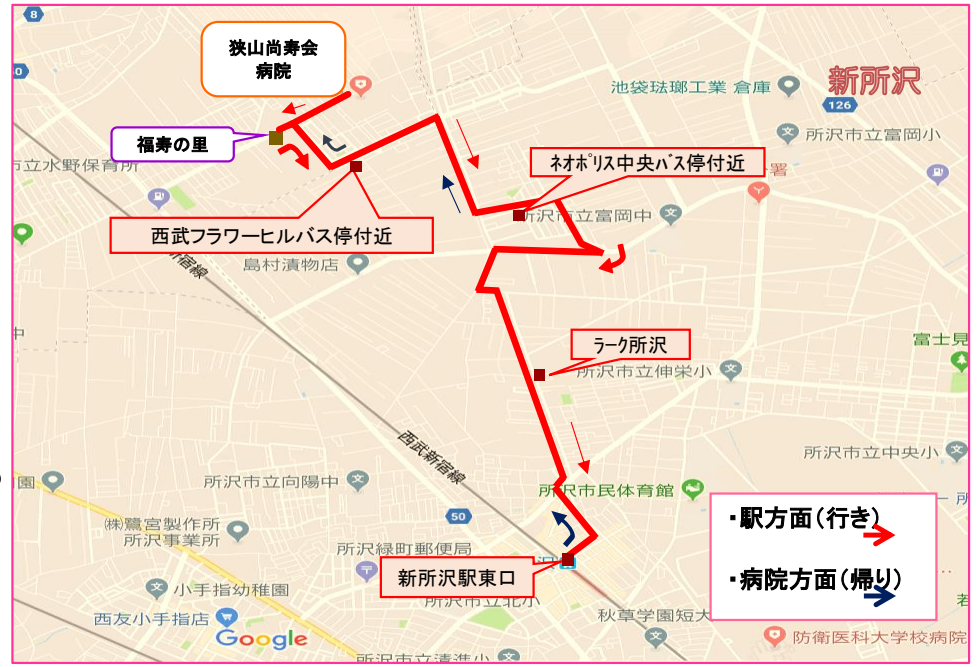 8
狭山尚寿会
病院
新所沢
池袋琺瑯工業 倉庫
126
所沢市立富岡小
福寿の里
市立水野保育所
ネオポリス中央バス停付近
署
所沢市立富岡中
西武フラワーヒルバス停付近
宿線
島村漬物店
中
ラーク所沢
富士見
所沢市立伸栄小
西武新宿線
所沢市立中央小
園
所沢市立向陽中
所沢市民体育館
50
㈱鷺宮製作所
所沢事業所
所沢緑町郵便局
新所沢駅東口
沢
所沢市立北小
小手指幼稚園
西友小手指店
Google
秋草学園短大
防衛医科大学校病院
所沢市立清進小
・駅方面(行き)
・病院方面(帰り)